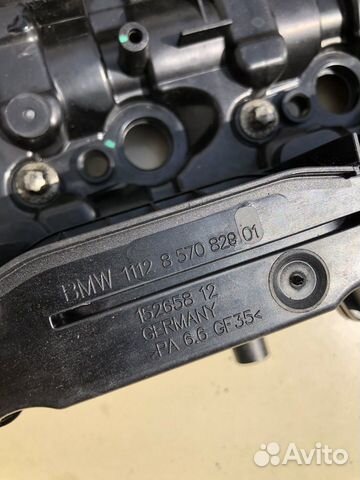 BMW 1112 8 570 828 01
152658 12
GERMANY
>PA 6.6 GF35<
Avito